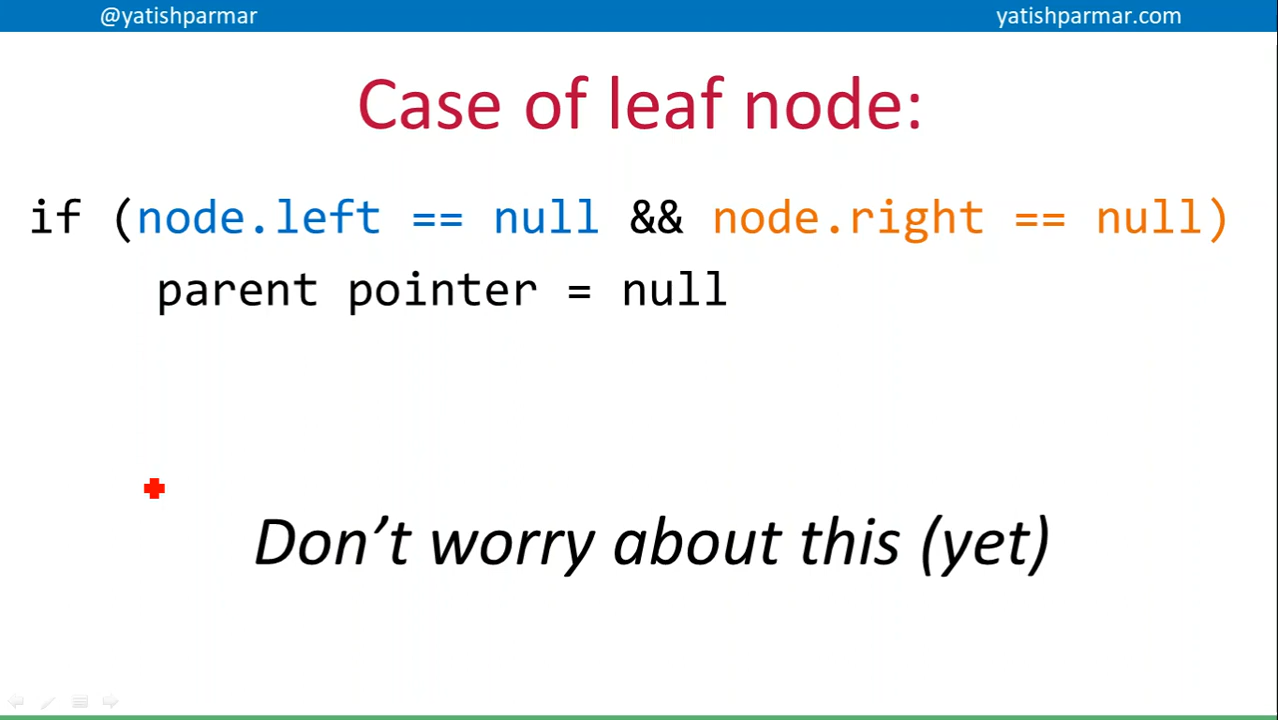 @yatishparmar yatishparmar.com
Case of leaf node:
if (node.left == null && node.right == null)
parent pointer = null
Don’t worry about this (yet)